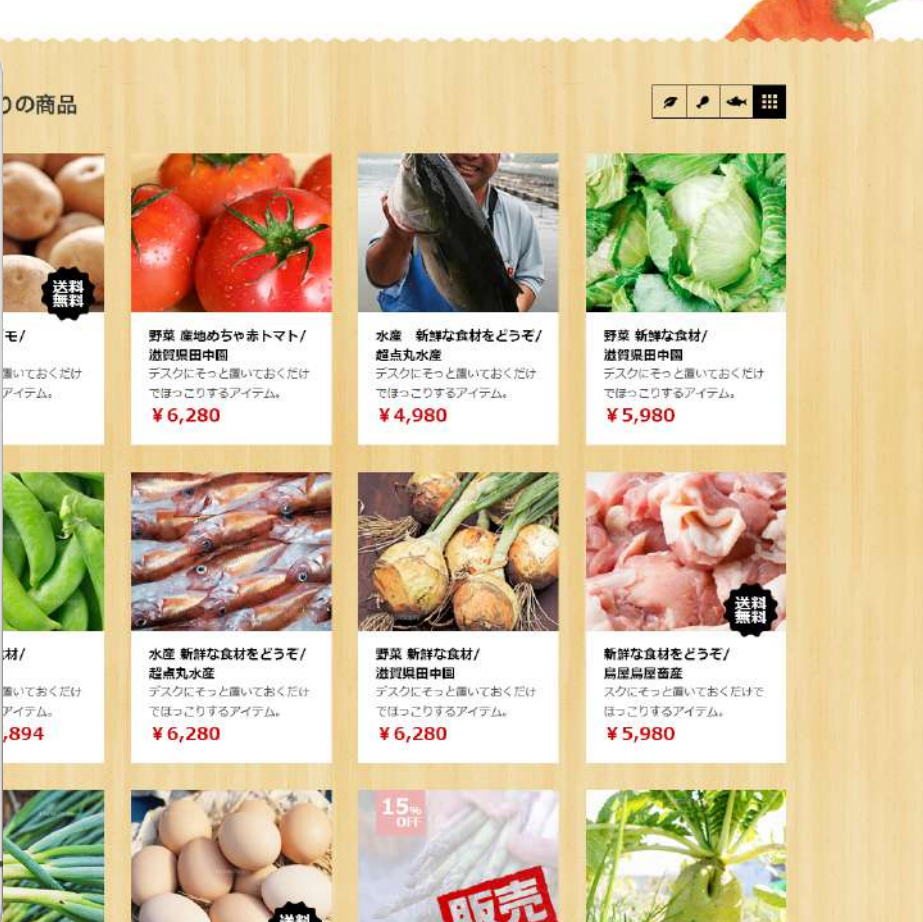 の商品
送料
無料
モ/
置いておくだけ
アイテム。
野菜 産地めちゃ赤トマト/
滋賀県田中園
デスクにそっと置いておくだけ
でほっこりするアイテム。
¥6,280
水産 新鮮な食材をどうぞ/
超点丸水産
デスクにそっと置いておくだけ
でほっこりするアイテム。
¥4,980
野菜 新鮮な食材/
滋賀県田中園
デスクにそっと置いておくだけ
でほっこりするアイテム。
¥5,980
材/
置いておくだけ
アイテム。
,894
水産 新鮮な食材をどうぞ/
超点丸水産
デスクにそっと置いておくだけ
でほっこりするアイテム。
¥6,280
野菜 新鮮な食材/
滋賀県田中園
デスクにそっと置いておくだけ
でほっこりするアイテム。
¥6,280
送料
無料
新鮮な食材をどうぞ/
鳥屋鳥屋畜産
スクにそっと置いておくだけで
ほっこりするアイテム。
¥5,980
送料
15%
OFF
販売